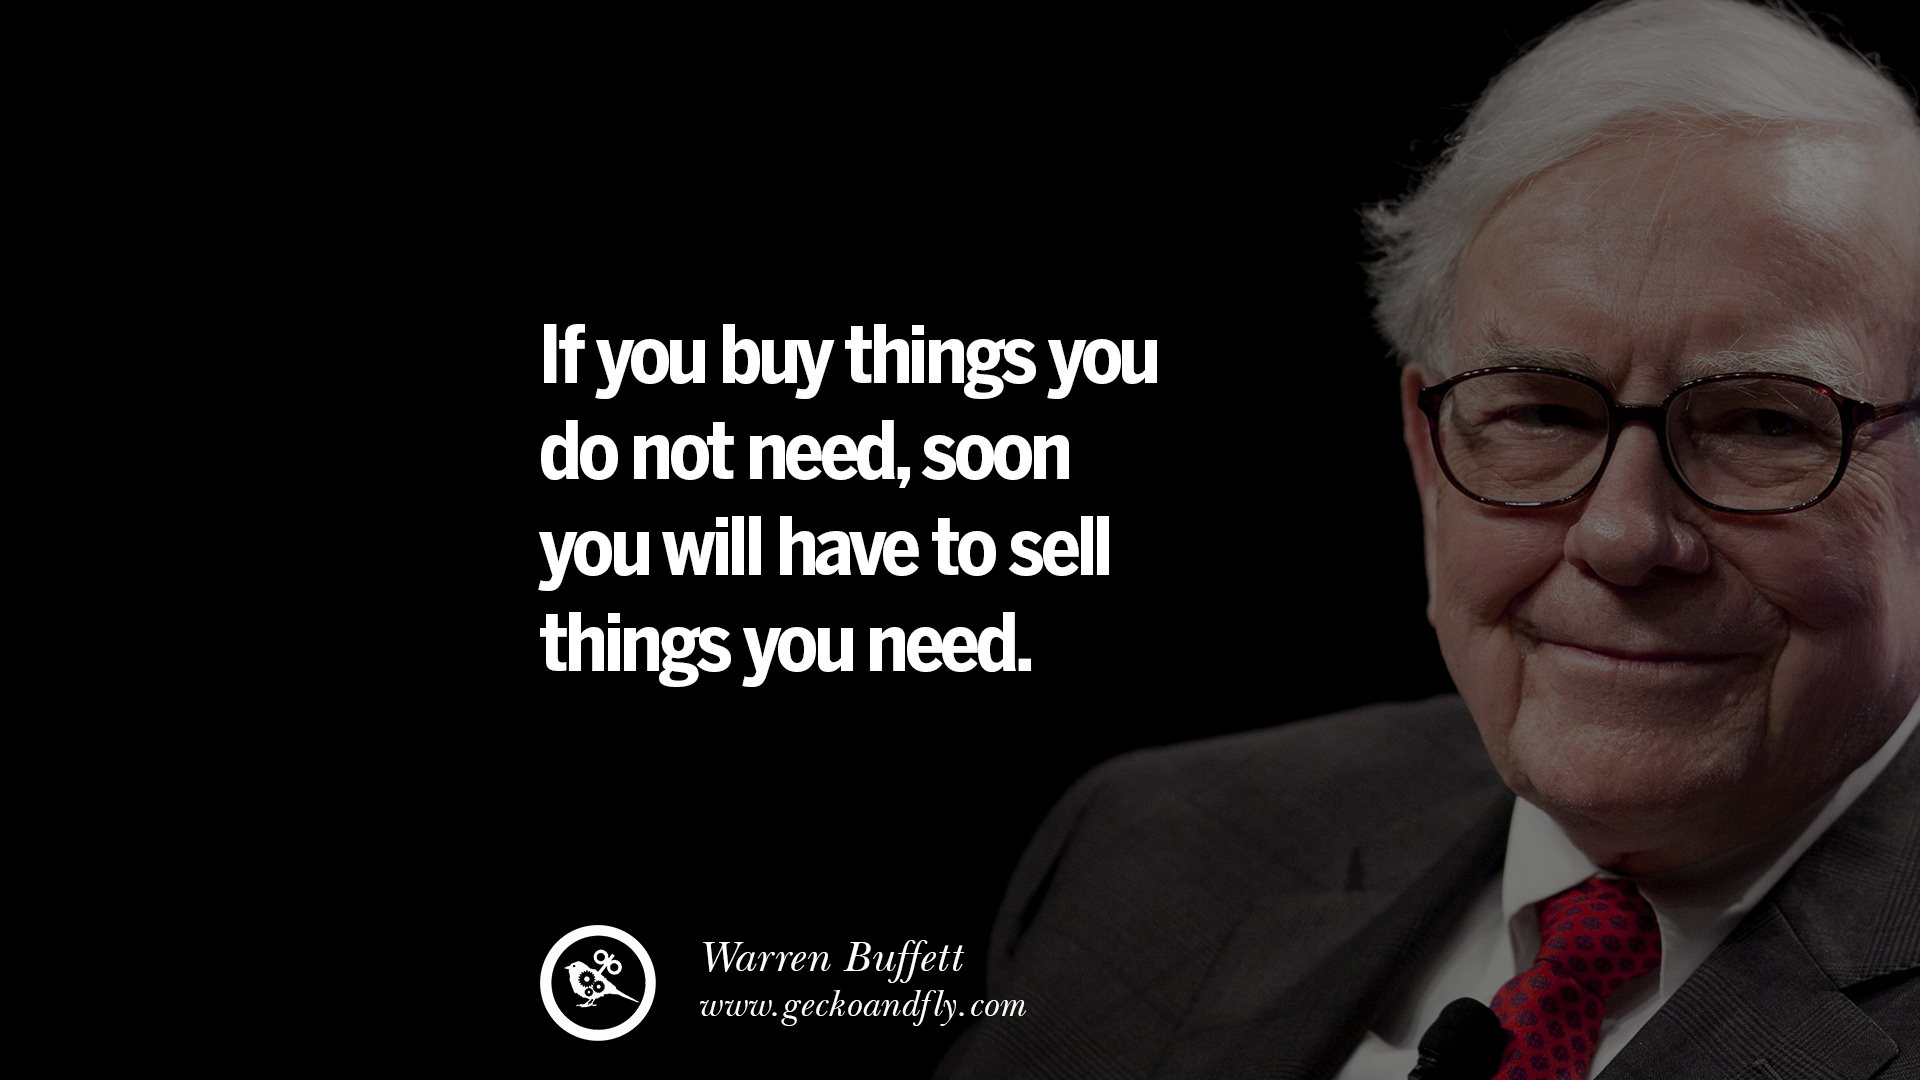 If you buy things you
do not need, soon
you will have to sell
things you need.
Warren Buffett
www.geckoandfly.com